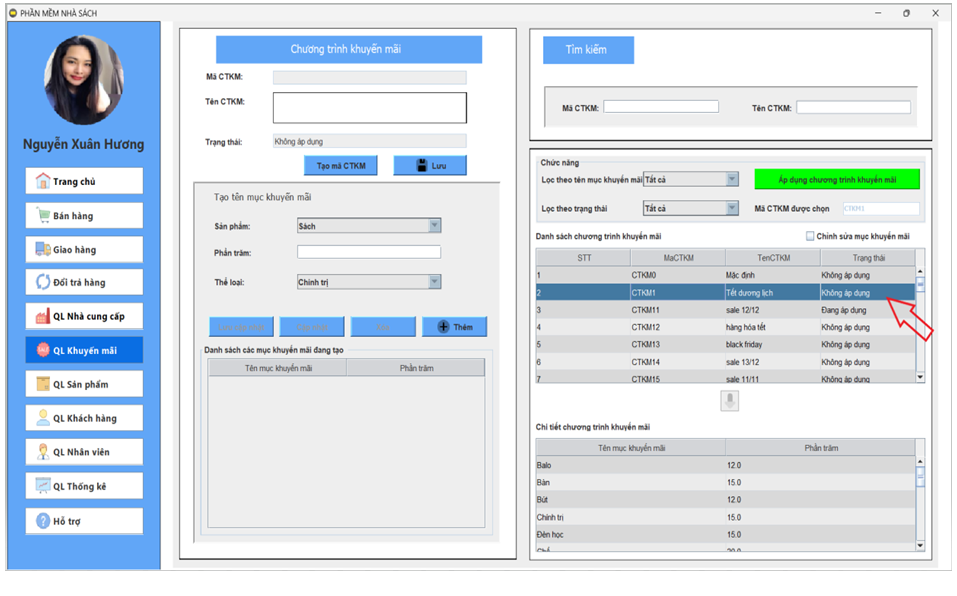 PHẦN MỀM NHÀ SÁCH
Nguyễn Xuân Hương
Trang chủ
Bán hàng
Giao hàng
Đổi trả hàng
QL Nhà cung cấp
QL Khuyến mãi
QL Sản phẩm
QL Khách hàng
QL Nhân viên
QL Thống kê
Hỗ trợ
Chương trình khuyến mãi
Mã CTKM:
Tên CTKM:
Trạng thái: Không áp dụng
Tạo mã CTKM Lưu
Tạo tên mục khuyến mãi
Sản phẩm: Sách
Phần trăm:
Thể loại: Chính trị
Thêm
Danh sách các mục khuyến mãi đang tạo
Tên mục khuyến mãi Phần trăm
Tìm kiếm
Mã CTKM: Tên CTKM:
Chức năng
Lọc theo tên mục khuyến mãi Tất cả Áp dụng chương trình khuyến mãi
Lọc theo trạng thái Tất cả Mã CTKM được chọn CTKM1
Danh sách chương trình khuyến mãi Chỉnh sửa mục khuyến mãi
STT MaCTKM TenCTKM Trạng thái
1 CTKM0 Mặc định Không áp dụng
2 CTKM1 Tết dương lịch Không áp dụng
3 CTKM11 sale 12/12 Đang áp dụng
4 CTKM12 hàng hóa tết Không áp dụng
5 CTKM13 black friday Không áp dụng
6 CTKM14 sale 13/12 Không áp dụng
7 CTKM15 sale 11/11 Không áp dụng
Chi tiết chương trình khuyến mãi
Tên mục khuyến mãi Phần trăm
Balo 12.0
Bàn 15.0
Bút 12.0
Chính trị 15.0
Đèn học 15.0
20.0